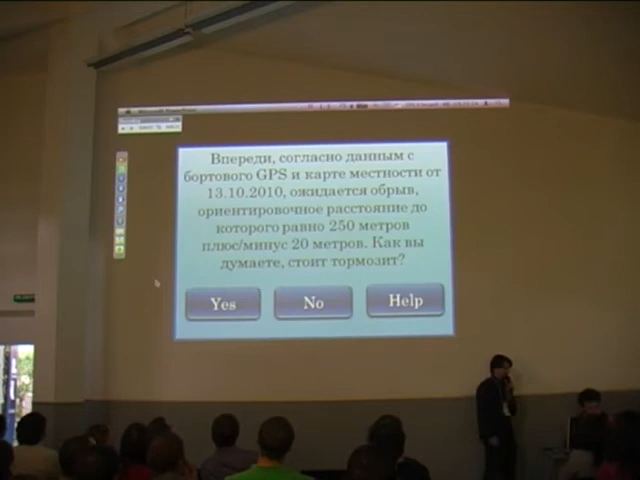 Впереди, согласно данным с
бортового GPS и карте местности от
13.10.2010, ожидается обрыв,
ориентировочное расстояние до
которого равно 250 метров
плюс/минус 20 метров. Как вы
думаете, стоит тормозит?
Yes
No
Help